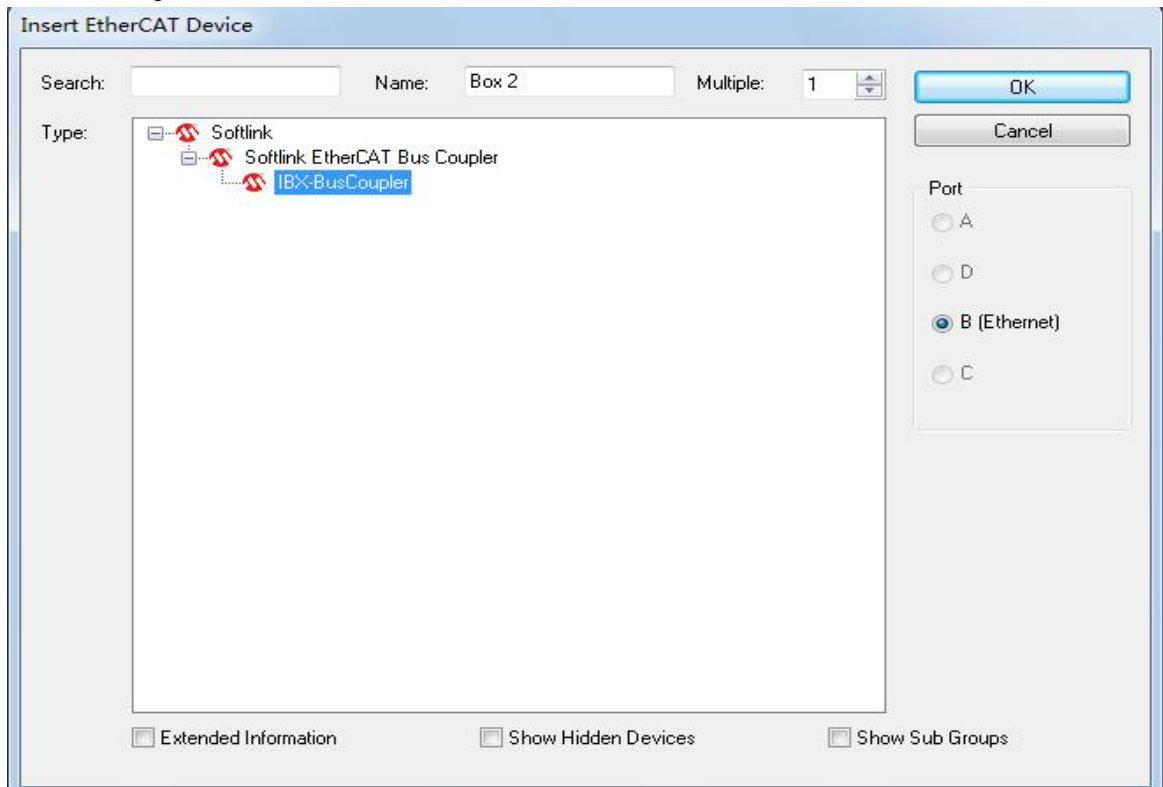 Insert EtherCAT Device
Search: Name: Box 2 Multiple: 1 OK
Type: Softlink Cancel
Softlink EtherCAT Bus Coupler
IBX-BusCoupler
Port
A
D
B (Ethernet)
C
Extended Information Show Hidden Devices Show Sub Groups